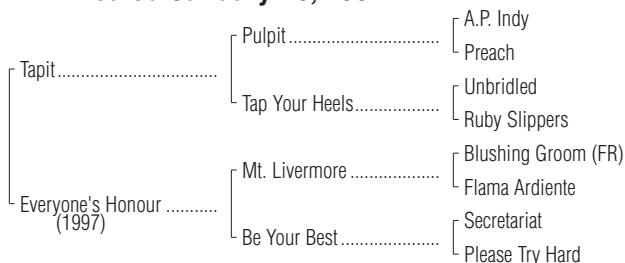 A.P. Indy
Pulpit
Preach
Tapit
Unbridled
Tap Your Heels
Ruby Slippers
Blushing Groom (FR)
Mt. Livermore
Flama Ardiente
Everyone's Honour
(1997)
Secretariat
Be Your Best
Please Try Hard